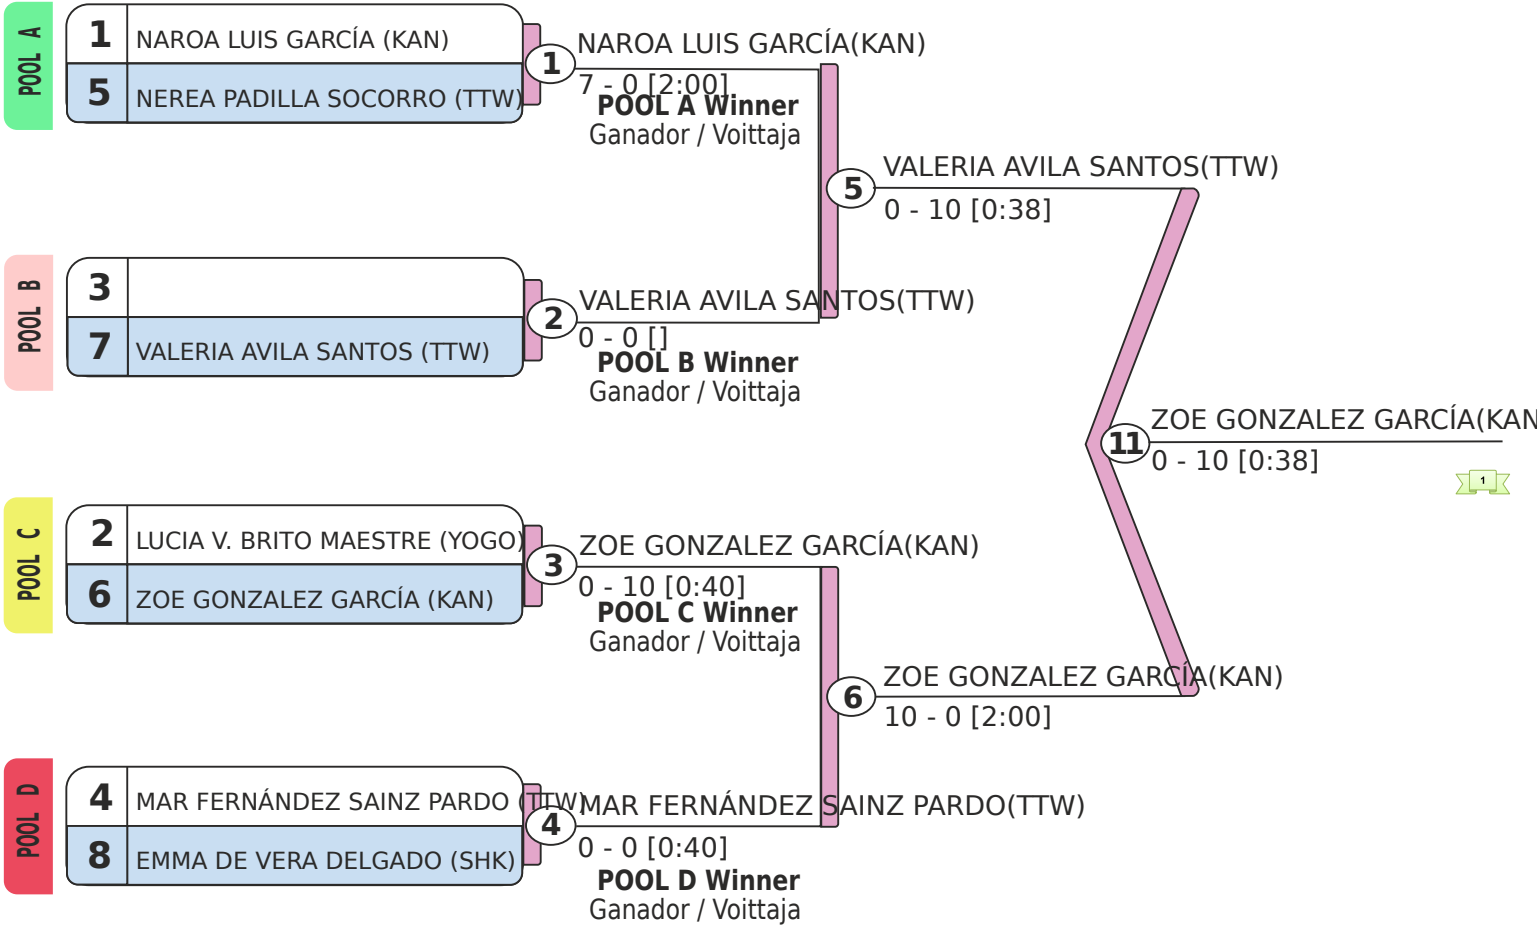 POOL A
1
NAROA LUIS GARCÍA (KAN)
5
NEREA PADILLA SOCORRO (TTW)
1
NAROA LUIS GARCÍA(KAN)
7 - 0 [2:00]
POOL A Winner
Ganador / Voittaja
5
VALERIA AVILA SANTOS(TTW)
0 - 10 [0:38]
POOL B
3
7
VALERIA AVILA SANTOS (TTW)
2
VALERIA AVILA SANTOS(TTW)
0 - 0 []
POOL B Winner
Ganador / Voittaja
11
ZOE GONZALEZ GARCÍA(KAN
0 - 10 [0:38]
1
POOL C
2
LUCIA V. BRITO MAESTRE (YOGO)
6
ZOE GONZALEZ GARCÍA (KAN)
3
ZOE GONZALEZ GARCÍA(KAN)
0 - 10 [0:40]
POOL C Winner
Ganador / Voittaja
6
ZOE GONZALEZ GARCÍA(KAN)
10 - 0 [2:00]
POOL D
4
MAR FERNÁNDEZ SAINZ PARDO (TTW)
8
EMMA DE VERA DELGADO (SHK)
4
MAR FERNÁNDEZ SAINZ PARDO(TTW)
0 - 0 [0:40]
POOL D Winner
Ganador / Voittaja